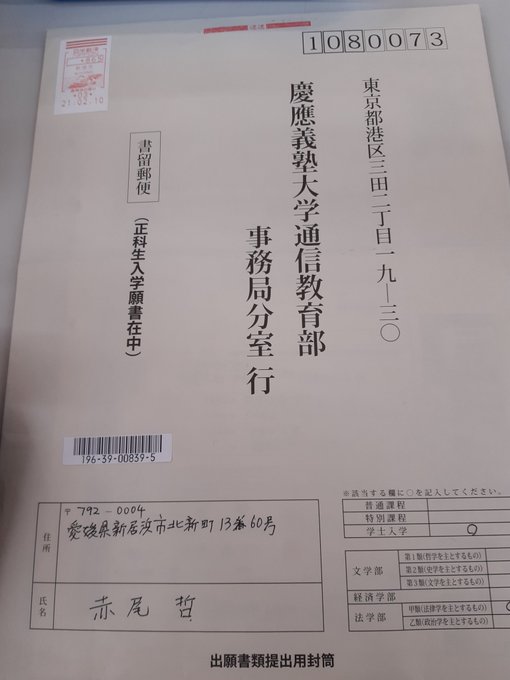 速達
1080073
東京都港区三田二丁目一九―三〇
慶應義塾大学通信教育部
事務局分室 行
書留郵便
(正科生入学願書在中)
21.02.10
196-39-00839-5
※該当する欄に○を記入してください。
普通課程
特別課程
学士入学 ○
文学部
第1類(哲学を主とするもの)
第2類(史学を主とするもの)
第3類(文学を主とするもの)
経済学部
法学部
甲類(法律学を主とするもの)
乙類(政治学を主とするもの)
住所
〒792-0004
愛媛県新居浜市北新町13番60号
氏名
赤尾哲
出願書類提出用封筒